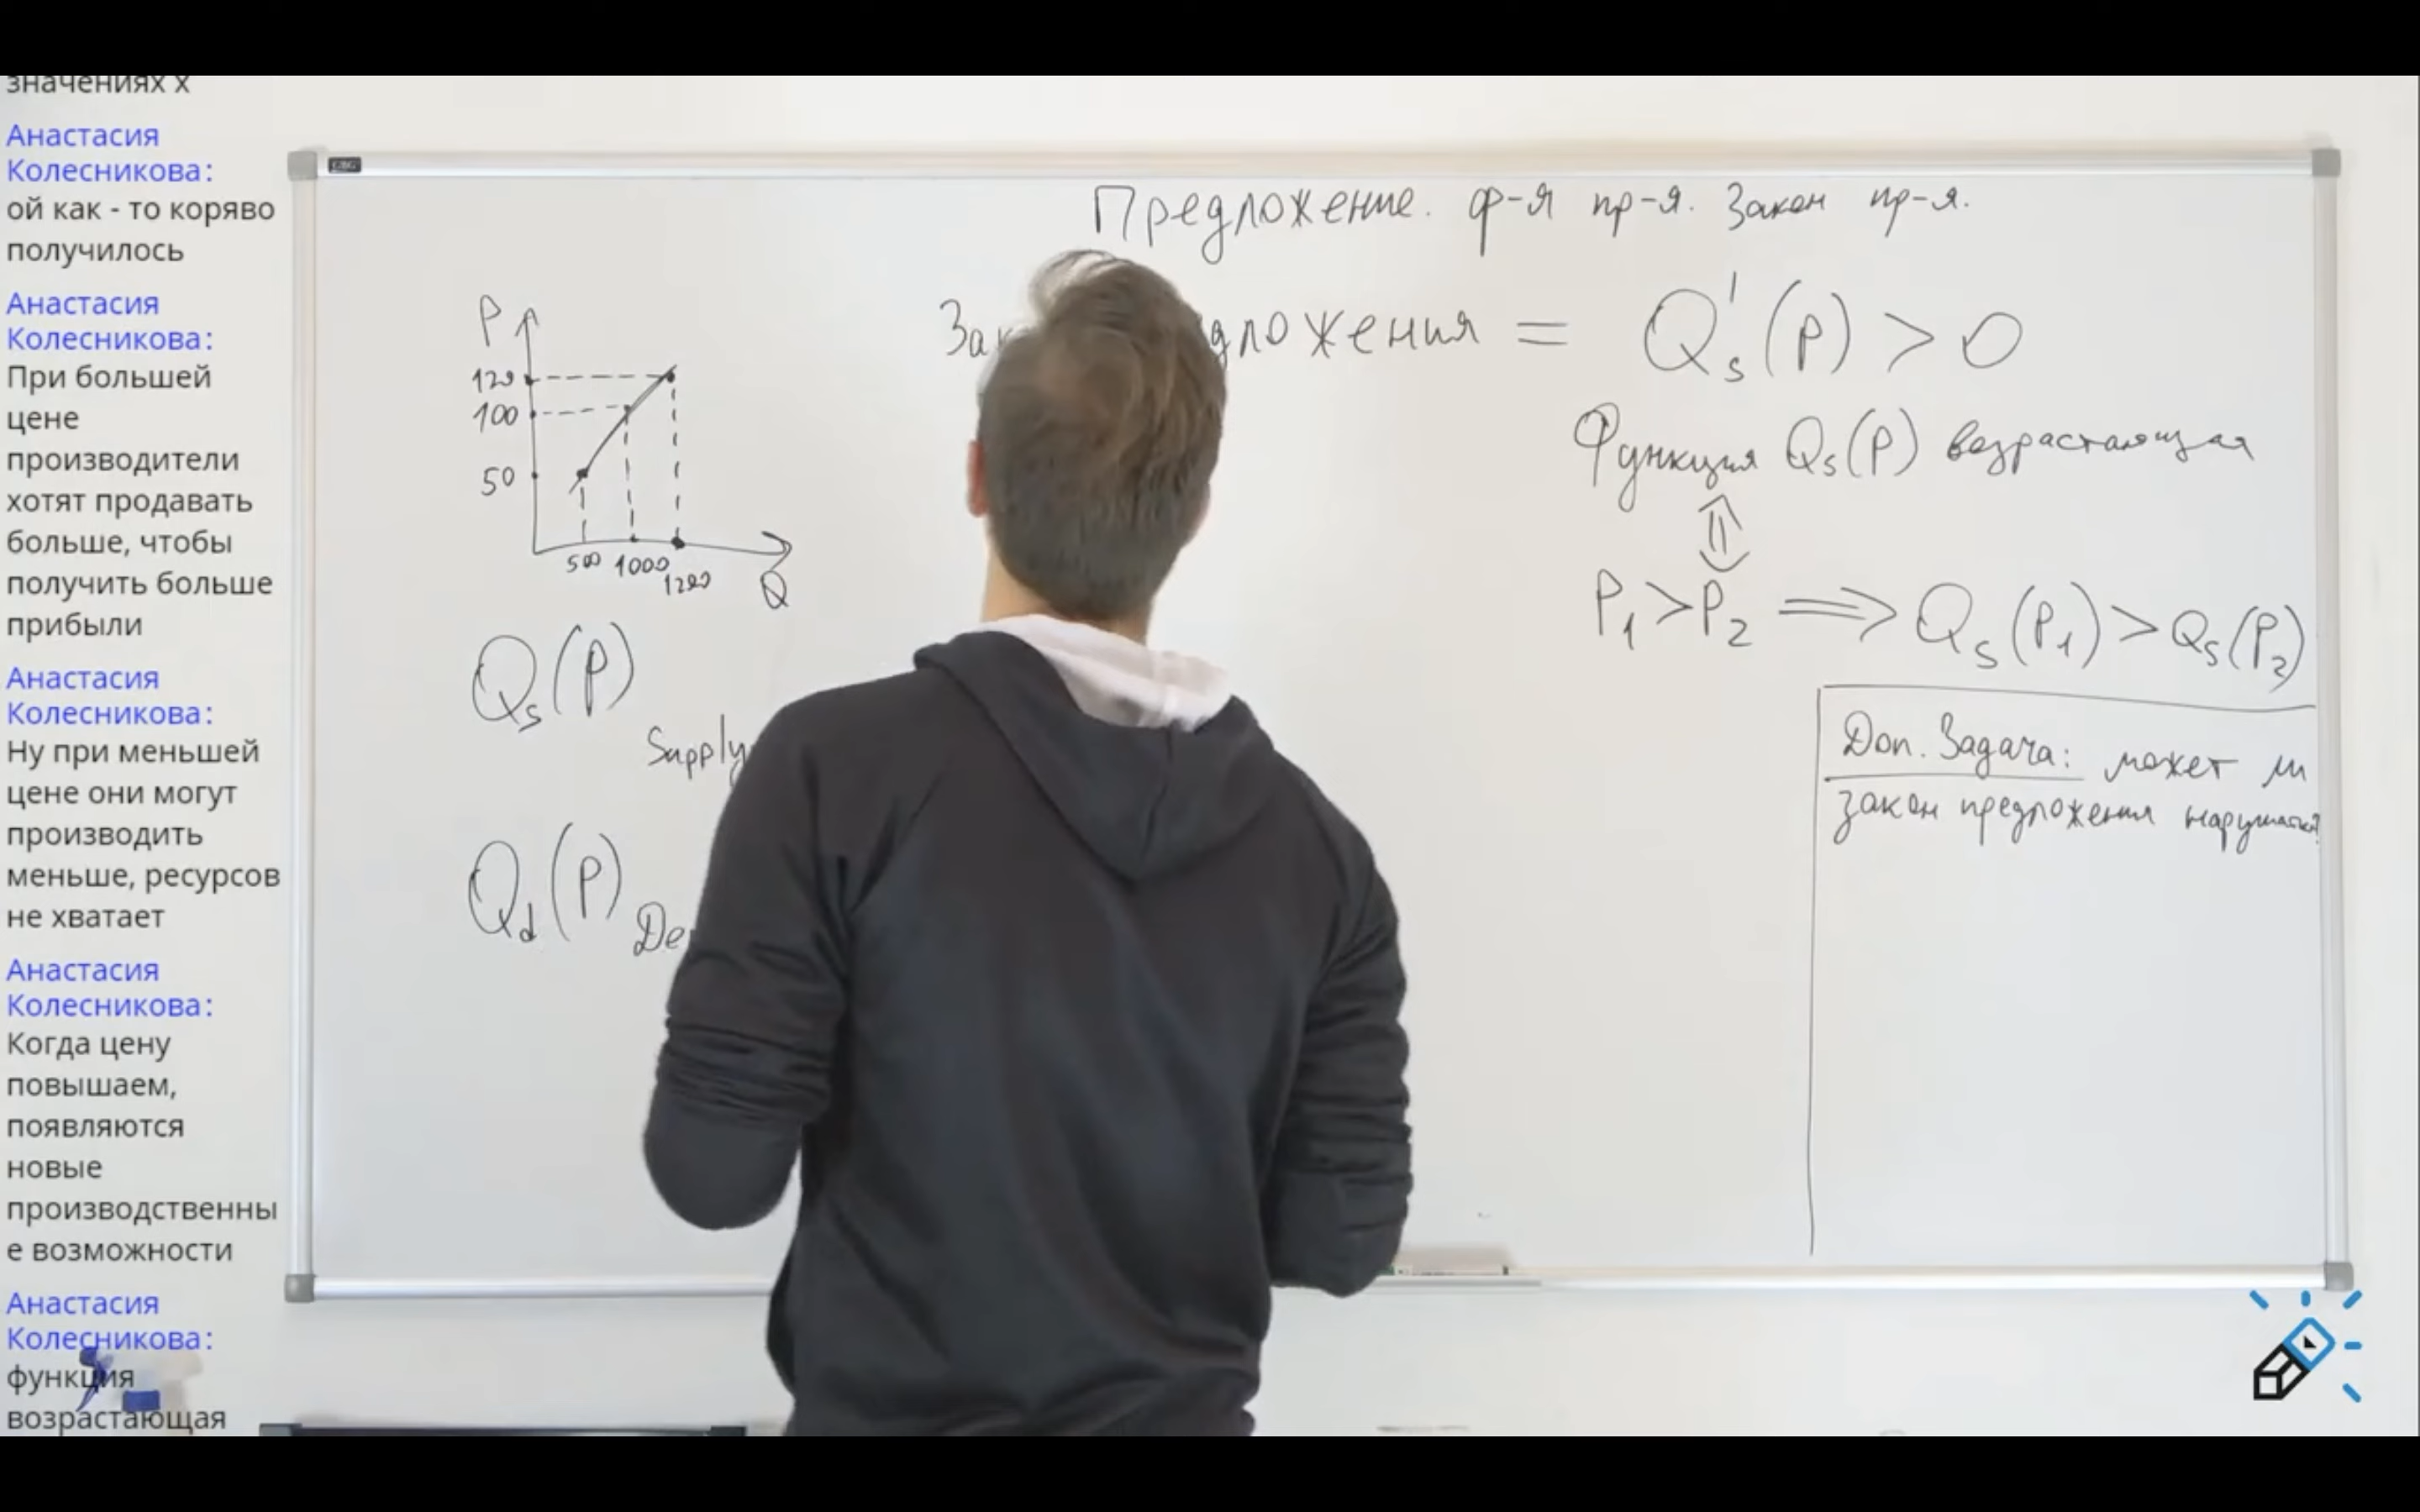 значениях x
Анастасия
Колесникова:
ой как - то коряво
получилось
Анастасия
Колесникова:
При большей
цене
производители
хотят продавать
больше, чтобы
получить больше
прибыли
Анастасия
Колесникова:
Ну при меньшей
цене они могут
производить
меньше, ресурсов
не хватает
Анастасия
Колесникова:
Когда цену
повышаем,
появляются
новые
производственны
е возможности
Анастасия
Колесникова:
функция
возрастающая
Предложение. ф-я пр-я. Закон пр-я.
P
120
100
50
500 1000
1200
Q
Qs(P)
Supply
Qd(P)
De
Зак дложения = Q's(P) > 0
Функция Qs(P) возрастающая
⇕
P1 > P2 ⟹ Qs(P1) > Qs(P2)
Доп. Задача: может ли
закон предложения нарушаться?